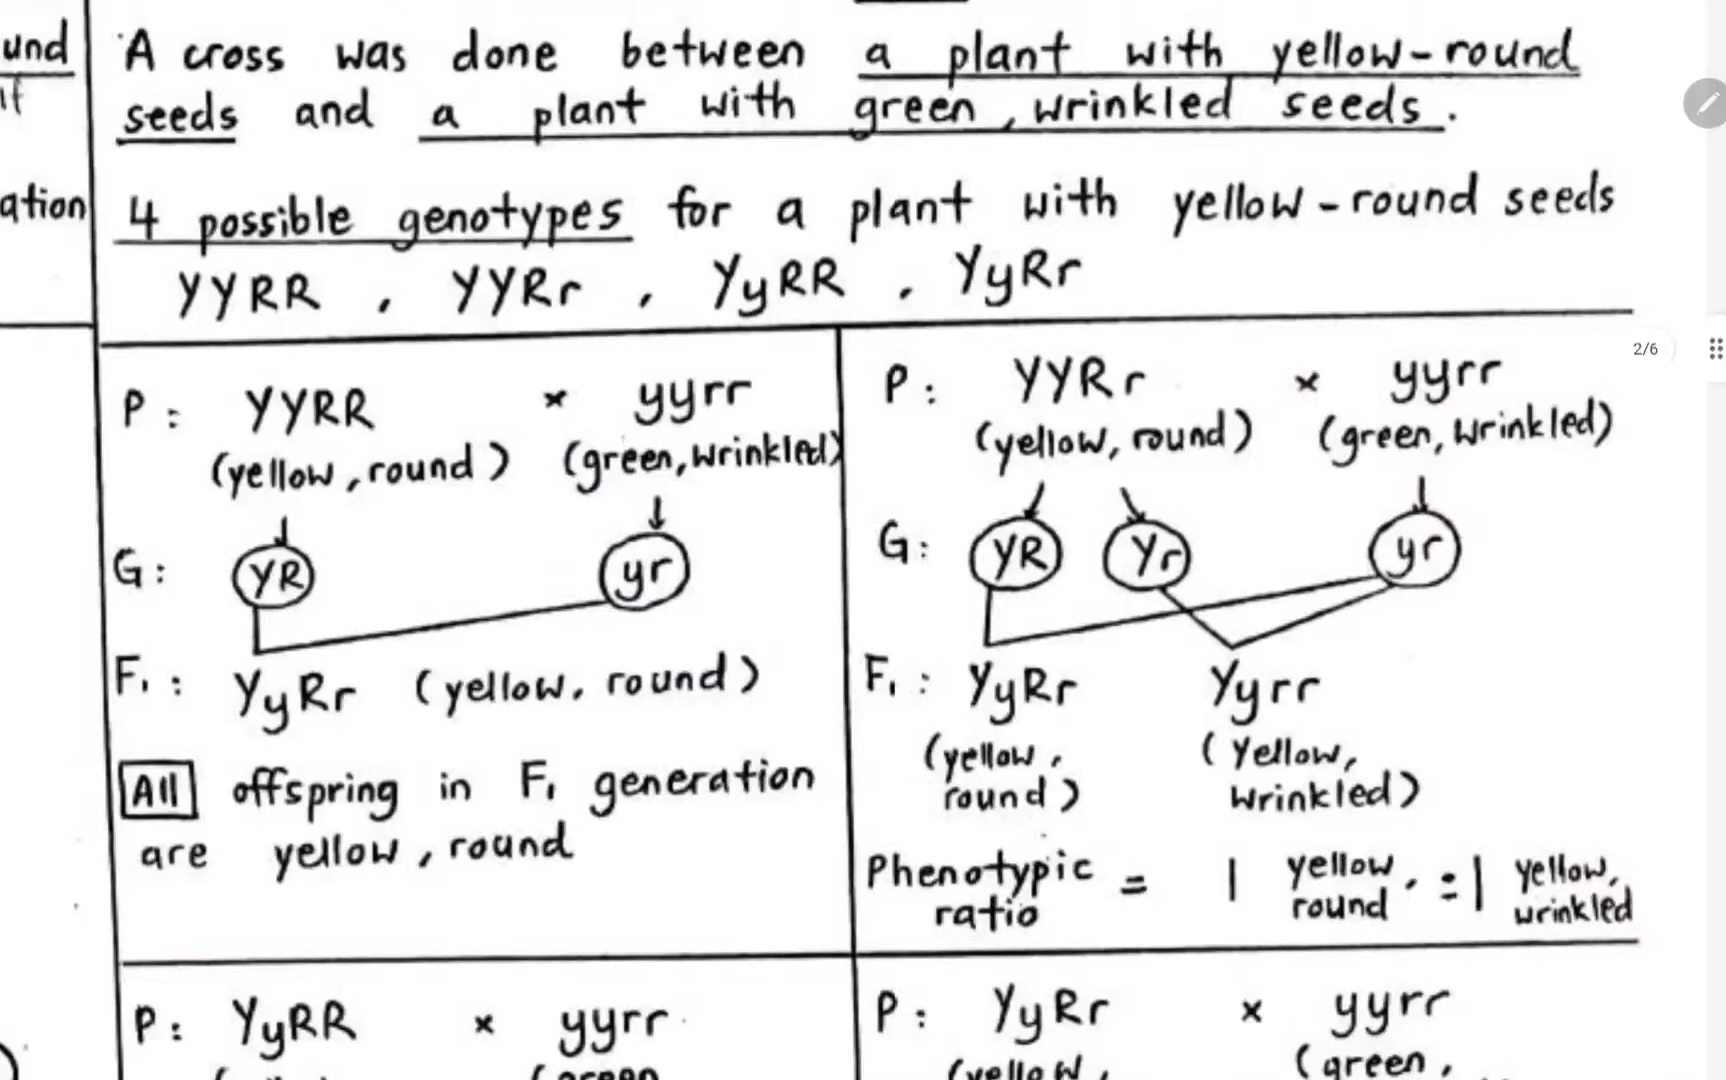 und
if
ation
A cross was done between a plant with yellow-round
seeds and a plant with green, wrinkled seeds.
4 possible genotypes for a plant with yellow-round seeds
YYRR , YYRr , YyRR , YyRr
P: YYRR × yyrr
(yellow, round) (green, wrinkled)
G: YR yr
F1: YyRr (yellow, round)
All offspring in F1 generation
are yellow, round
P: YYRr × yyrr
(yellow, round) (green, wrinkled)
G: YR Yr yr
F1: YyRr Yyrr
(yellow, (Yellow,
round) wrinkled)
Phenotypic = 1 yellow, : 1 yellow,
ratio round wrinkled
P: YyRR × yyrr
(green
P: YyRr × yyrr
(yellow, (green,
2/6